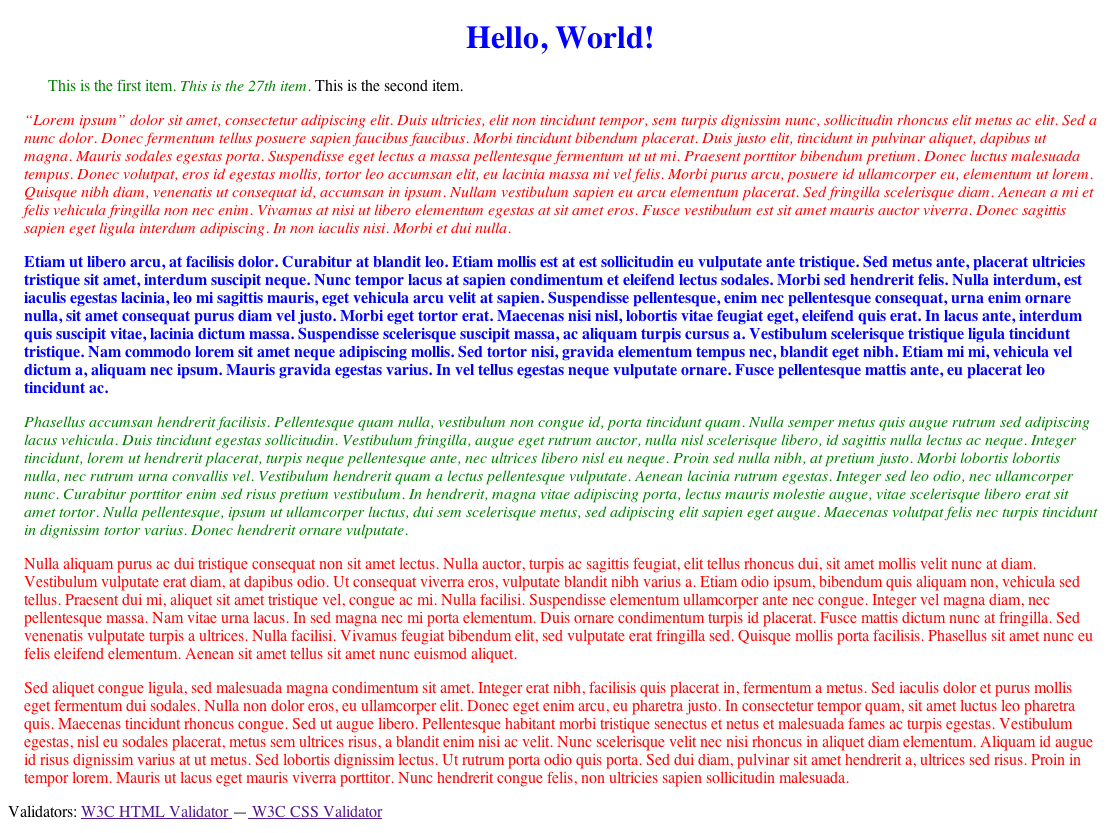 Hello, World!
This is the first item. This is the 27th item. This is the second item.
“Lorem ipsum” dolor sit amet, consectetur adipiscing elit. Duis ultricies, elit non tincidunt tempor, sem turpis dignissim nunc, sollicitudin rhoncus elit metus ac elit. Sed a
nunc dolor. Donec fermentum tellus posuere sapien faucibus faucibus. Morbi tincidunt bibendum placerat. Duis justo elit, tincidunt in pulvinar aliquet, dapibus ut
magna. Mauris sodales egestas porta. Suspendisse eget lectus a massa pellentesque fermentum ut ut mi. Praesent porttitor bibendum pretium. Donec luctus malesuada
tempus. Donec volutpat, eros id egestas mollis, tortor leo accumsan elit, eu lacinia massa mi vel felis. Morbi purus arcu, posuere id ullamcorper eu, elementum ut lorem.
Quisque nibh diam, venenatis ut consequat id, accumsan in ipsum. Nullam vestibulum sapien eu arcu elementum placerat. Sed fringilla scelerisque diam. Aenean a mi et
felis vehicula fringilla non nec enim. Vivamus at nisi ut libero elementum egestas at sit amet eros. Fusce vestibulum est sit amet mauris auctor viverra. Donec sagittis
sapien eget ligula interdum adipiscing. In non iaculis nisi. Morbi et dui nulla.
Etiam ut libero arcu, at facilisis dolor. Curabitur at blandit leo. Etiam mollis est at est sollicitudin eu vulputate ante tristique. Sed metus ante, placerat ultricies
tristique sit amet, interdum suscipit neque. Nunc tempor lacus at sapien condimentum et eleifend lectus sodales. Morbi sed hendrerit felis. Nulla interdum, est
iaculis egestas lacinia, leo mi sagittis mauris, eget vehicula arcu velit at sapien. Suspendisse pellentesque, enim nec pellentesque consequat, urna enim ornare
nulla, sit amet consequat purus diam vel justo. Morbi eget tortor erat. Maecenas nisi nisl, lobortis vitae feugiat eget, eleifend quis erat. In lacus ante, interdum
quis suscipit vitae, lacinia dictum massa. Suspendisse scelerisque suscipit massa, ac aliquam turpis cursus a. Vestibulum scelerisque tristique ligula tincidunt
tristique. Nam commodo lorem sit amet neque adipiscing mollis. Sed tortor nisi, gravida elementum tempus nec, blandit eget nibh. Etiam mi mi, vehicula vel
dictum a, aliquam nec ipsum. Mauris gravida egestas varius. In vel tellus egestas neque vulputate ornare. Fusce pellentesque mattis ante, eu placerat leo
tincidunt ac.
Phasellus accumsan hendrerit facilisis. Pellentesque quam nulla, vestibulum non congue id, porta tincidunt quam. Nulla semper metus quis augue rutrum sed adipiscing
lacus vehicula. Duis tincidunt egestas sollicitudin. Vestibulum fringilla, augue eget rutrum auctor, nulla nisl scelerisque libero, id sagittis nulla lectus ac neque. Integer
tincidunt, lorem ut hendrerit placerat, turpis neque pellentesque ante, nec ultrices libero nisl eu neque. Proin sed nulla nibh, at pretium justo. Morbi lobortis lobortis
nulla, nec rutrum urna convallis vel. Vestibulum hendrerit quam a lectus pellentesque vulputate. Aenean lacinia rutrum egestas. Integer sed leo odio, nec ullamcorper
nunc. Curabitur porttitor enim sed risus pretium vestibulum. In hendrerit, magna vitae adipiscing porta, lectus mauris molestie augue, vitae scelerisque libero erat sit
amet tortor. Nulla pellentesque, ipsum ut ullamcorper luctus, dui sem scelerisque metus, sed adipiscing elit sapien eget augue. Maecenas volutpat felis nec turpis tincidunt
in dignissim tortor varius. Donec hendrerit ornare vulputate.
Nulla aliquam purus ac dui tristique consequat non sit amet lectus. Nulla auctor, turpis ac sagittis feugiat, elit tellus rhoncus dui, sit amet mollis velit nunc at diam.
Vestibulum vulputate erat diam, at dapibus odio. Ut consequat viverra eros, vulputate blandit nibh varius a. Etiam odio ipsum, bibendum quis aliquam non, vehicula sed
tellus. Praesent dui mi, aliquet sit amet tristique vel, congue ac mi. Nulla facilisi. Suspendisse elementum ullamcorper ante nec congue. Integer vel magna diam, nec
pellentesque massa. Nam vitae urna lacus. In sed magna nec mi porta elementum. Duis ornare condimentum turpis id placerat. Fusce mattis dictum nunc at fringilla. Sed
venenatis vulputate turpis a ultrices. Nulla facilisi. Vivamus feugiat bibendum elit, sed vulputate erat fringilla sed. Quisque mollis porta facilisis. Phasellus sit amet nunc eu
felis eleifend elementum. Aenean sit amet tellus sit amet nunc euismod aliquet.
Sed aliquet congue ligula, sed malesuada magna condimentum sit amet. Integer erat nibh, facilisis quis placerat in, fermentum a metus. Sed iaculis dolor et purus mollis
eget fermentum dui sodales. Nulla non dolor eros, eu ullamcorper elit. Donec eget enim arcu, eu pharetra justo. In consectetur tempor quam, sit amet luctus leo pharetra
quis. Maecenas tincidunt rhoncus congue. Sed ut augue libero. Pellentesque habitant morbi tristique senectus et netus et malesuada fames ac turpis egestas. Vestibulum
egestas, nisl eu sodales placerat, metus sem ultrices risus, a blandit enim nisi ac velit. Nunc scelerisque velit nec nisi rhoncus in aliquet diam elementum. Aliquam id augue
id risus dignissim varius at ut metus. Sed lobortis dignissim lectus. Ut rutrum porta odio quis porta. Sed dui diam, pulvinar sit amet hendrerit a, ultrices sed risus. Proin in
tempor lorem. Mauris ut lacus eget mauris viverra porttitor. Nunc hendrerit congue felis, non ultricies sapien sollicitudin malesuada.
Validators: W3C HTML Validator — W3C CSS Validator